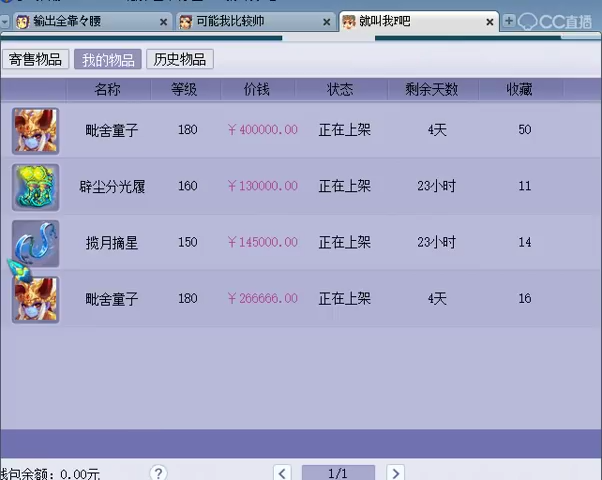 输出全靠々腰 × 可能我比较帅 × 就叫我F吧 × + CC直播
寄售物品 我的物品 历史物品
名称 等级 价钱 状态 剩余天数 收藏
毗舍童子 180 ￥400000.00 正在上架 4天 50
辟尘分光履 160 ￥130000.00 正在上架 23小时 11
揽月摘星 150 ￥145000.00 正在上架 23小时 14
毗舍童子 180 ￥266666.00 正在上架 4天 16
钱包余额：0.00元 ? < 1/1 >